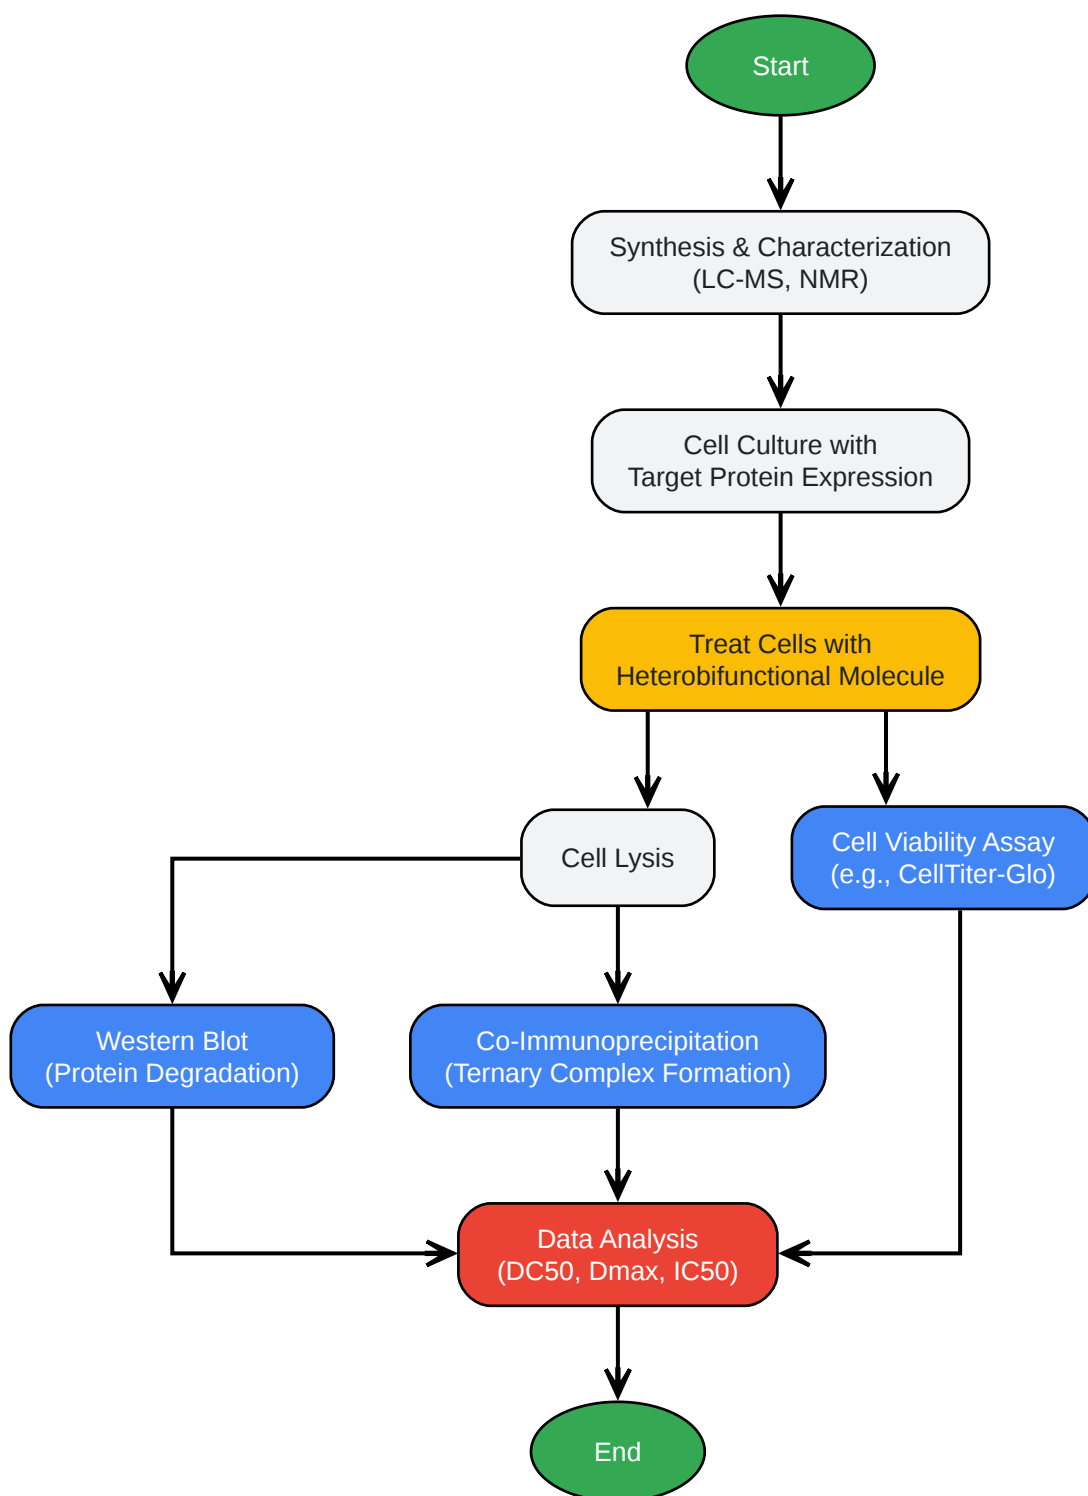 Start
Synthesis & Characterization
(LC-MS, NMR)
Cell Culture with
Target Protein Expression
Treat Cells with
Heterobifunctional Molecule
Cell Lysis
Cell Viability Assay
(e.g., CellTiter-Glo)
Western Blot
(Protein Degradation)
Co-Immunoprecipitation
(Ternary Complex Formation)
Data Analysis
(DC50, Dmax, IC50)
End